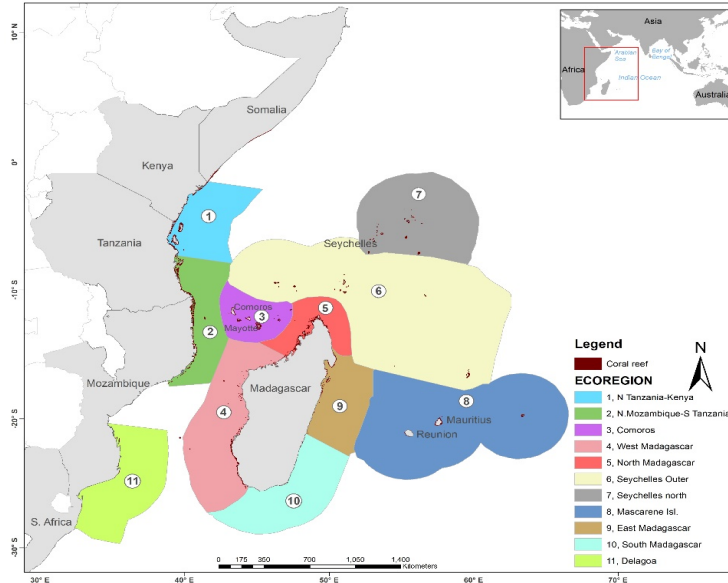 10°N
0°
-10°S
-20°S
-30°S
30°E
40°E
50°E
60°E
70°E
Somalia
Kenya
Tanzania
Mozambique
S. Africa
Seychelles
Comoros
Mayotte
Madagascar
Mauritius
Reunion
1
2
3
4
5
6
7
8
9
10
11
0 175 350 700 1,050 1,400
Kilometers
Asia
Africa
Arabian
Sea
Bay of
Bengal
Indian Ocean
Australia
N
Legend
Coral reef
ECOREGION
1, N Tanzania-Kenya
2, N.Mozambique-S Tanzania
3, Comoros
4, West Madagascar
5, North Madagascar
6, Seychelles Outer
7, Seychelles north
8, Mascarene Isl.
9, East Madagascar
10, South Madagascar
11, Delagoa